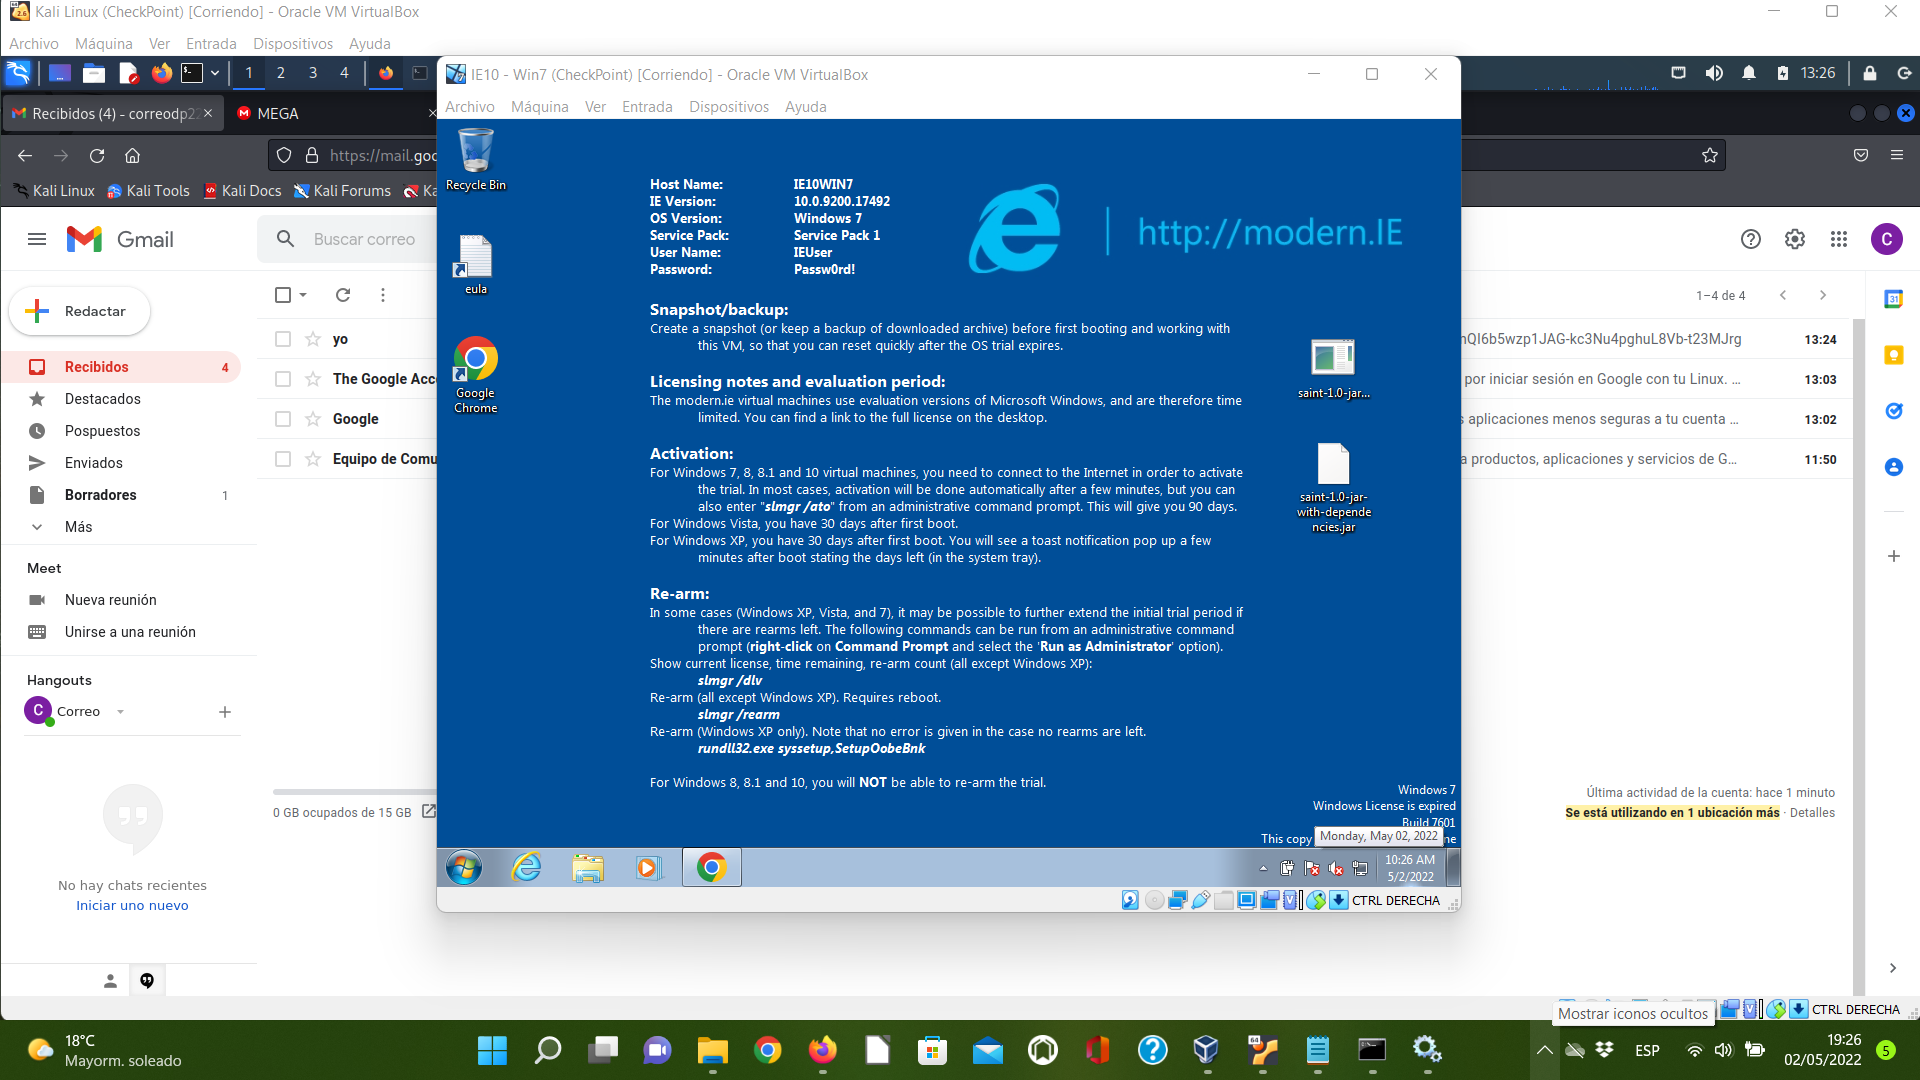 Kali Linux (CheckPoint) [Corriendo] - Oracle VM VirtualBox
Archivo Máquina Ver Entrada Dispositivos Ayuda
1 2 3 4
13:26
IE10 - Win7 (CheckPoint) [Corriendo] - Oracle VM VirtualBox
Archivo Máquina Ver Entrada Dispositivos Ayuda
Recibidos (4) - correodp22
MEGA
https://mail.goo
Kali Linux Kali Tools Kali Docs Kali Forums Ka
Gmail
Buscar correo
C
Redactar
1–4 de 4
Recibidos 4
Destacados
Pospuestos
Enviados
Borradores 1
Más
Meet
Nueva reunión
Unirse a una reunión
Hangouts
C Correo
No hay chats recientes
Iniciar uno nuevo
yo
The Google Acc
Google
Equipo de Comu
QI6b5wzp1JAG-kc3Nu4pghuL8Vb-t23MJrg 13:24
por iniciar sesión en Google con tu Linux. ... 13:03
aplicaciones menos seguras a tu cuenta ... 13:02
a productos, aplicaciones y servicios de G... 11:50
0 GB ocupados de 15 GB
Última actividad de la cuenta: hace 1 minuto
Se está utilizando en 1 ubicación más · Detalles
31
Recycle Bin
eula
Google
Chrome
Host Name: IE10WIN7
IE Version: 10.0.9200.17492
OS Version: Windows 7
Service Pack: Service Pack 1
User Name: IEUser
Password: Passw0rd!
http://modern.IE
Snapshot/backup:
Create a snapshot (or keep a backup of downloaded archive) before first booting and working with
this VM, so that you can reset quickly after the OS trial expires.
Licensing notes and evaluation period:
The modern.ie virtual machines use evaluation versions of Microsoft Windows, and are therefore time
limited. You can find a link to the full license on the desktop.
Activation:
For Windows 7, 8, 8.1 and 10 virtual machines, you need to connect to the Internet in order to activate
the trial. In most cases, activation will be done automatically after a few minutes, but you can
also enter "slmgr /ato" from an administrative command prompt. This will give you 90 days.
For Windows Vista, you have 30 days after first boot.
For Windows XP, you have 30 days after first boot. You will see a toast notification pop up a few
minutes after boot stating the days left (in the system tray).
Re-arm:
In some cases (Windows XP, Vista, and 7), it may be possible to further extend the initial trial period if
there are rearms left. The following commands can be run from an administrative command
prompt (right-click on Command Prompt and select the 'Run as Administrator' option).
Show current license, time remaining, re-arm count (all except Windows XP):
slmgr /dlv
Re-arm (all except Windows XP). Requires reboot.
slmgr /rearm
Re-arm (Windows XP only). Note that no error is given in the case no rearms are left.
rundll32.exe syssetup,SetupOobeBnk
For Windows 8, 8.1 and 10, you will NOT be able to re-arm the trial.
saint-1.0-jar...
saint-1.0-jar-
with-depende
ncies.jar
Windows 7
Windows License is expired
Build 7601
This copy
Monday, May 02, 2022
ne
10:26 AM
5/2/2022
CTRL DERECHA
CTRL DERECHA
Mostrar iconos ocultos
18°C
Mayorm. soleado
ESP
19:26
02/05/2022
5